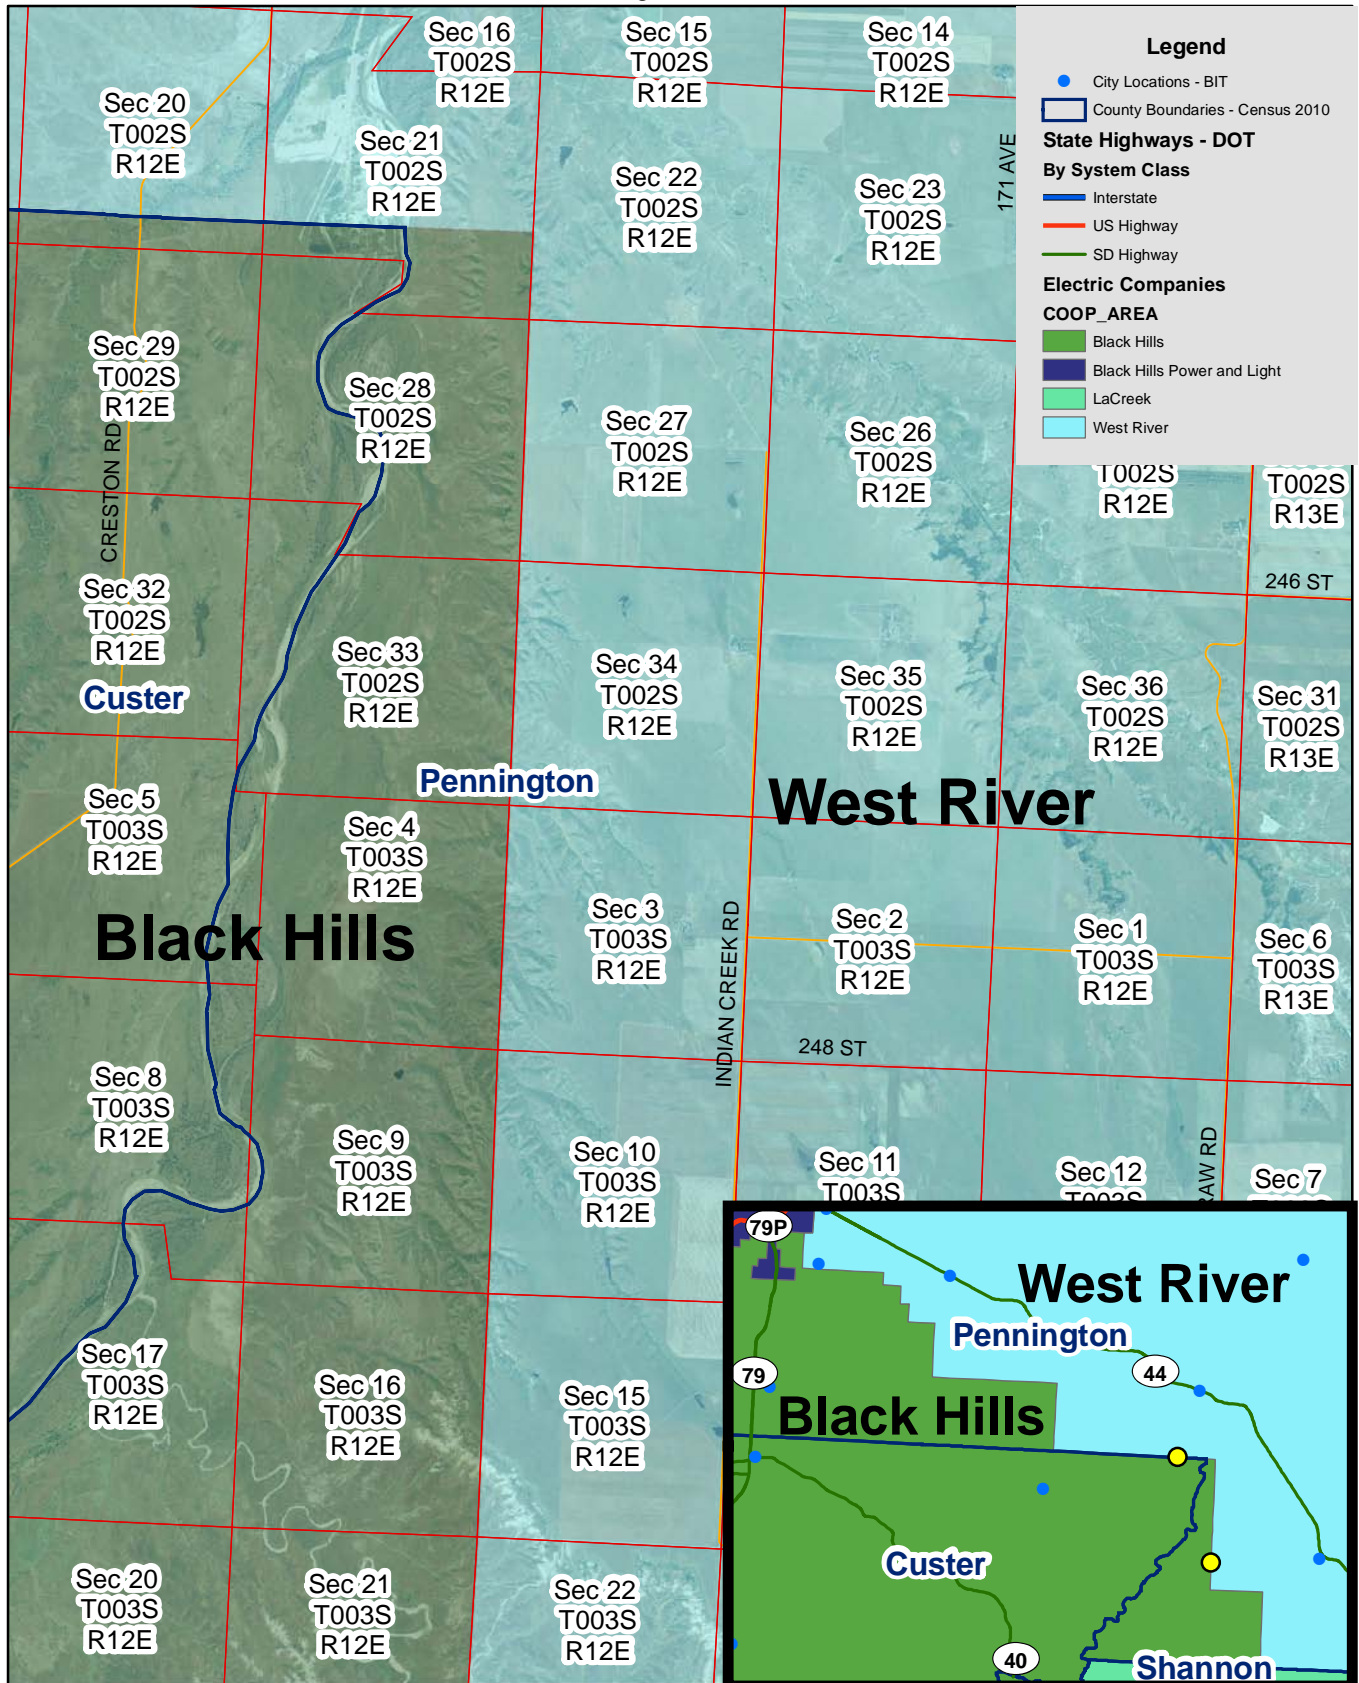 Sec 16
T002S
R12E
Sec 15
T002S
R12E
Sec 14
T002S
R12E
Sec 20
T002S
R12E
Sec 21
T002S
R12E
Sec 22
T002S
R12E
Sec 23
T002S
R12E
171 AVE
Legend
City Locations - BIT
County Boundaries - Census 2010
State Highways - DOT
By System Class
Interstate
US Highway
SD Highway
Electric Companies
COOP_AREA
Black Hills
Black Hills Power and Light
LaCreek
West River
Sec 29
T002S
R12E
CRESTON RD
Sec 28
T002S
R12E
Sec 27
T002S
R12E
Sec 26
T002S
R12E
T002S
R12E
T002S
R13E
246 ST
Sec 32
T002S
R12E
Custer
Sec 33
T002S
R12E
Sec 34
T002S
R12E
Sec 35
T002S
R12E
Sec 36
T002S
R12E
Sec 31
T002S
R13E
Pennington
West River
Sec 5
T003S
R12E
Sec 4
T003S
R12E
Black Hills
Sec 3
T003S
R12E
INDIAN CREEK RD
Sec 2
T003S
R12E
Sec 1
T003S
R12E
Sec 6
T003S
R13E
248 ST
Sec 8
T003S
R12E
Sec 9
T003S
R12E
Sec 10
T003S
R12E
Sec 11
T003S
Sec 12
T003S
RAW RD
Sec 7
Sec 17
T003S
R12E
Sec 16
T003S
R12E
Sec 15
T003S
R12E
Sec 20
T003S
R12E
Sec 21
T003S
R12E
Sec 22
T003S
R12E
79P
West River
Pennington
44
79
Black Hills
Custer
40
Shannon